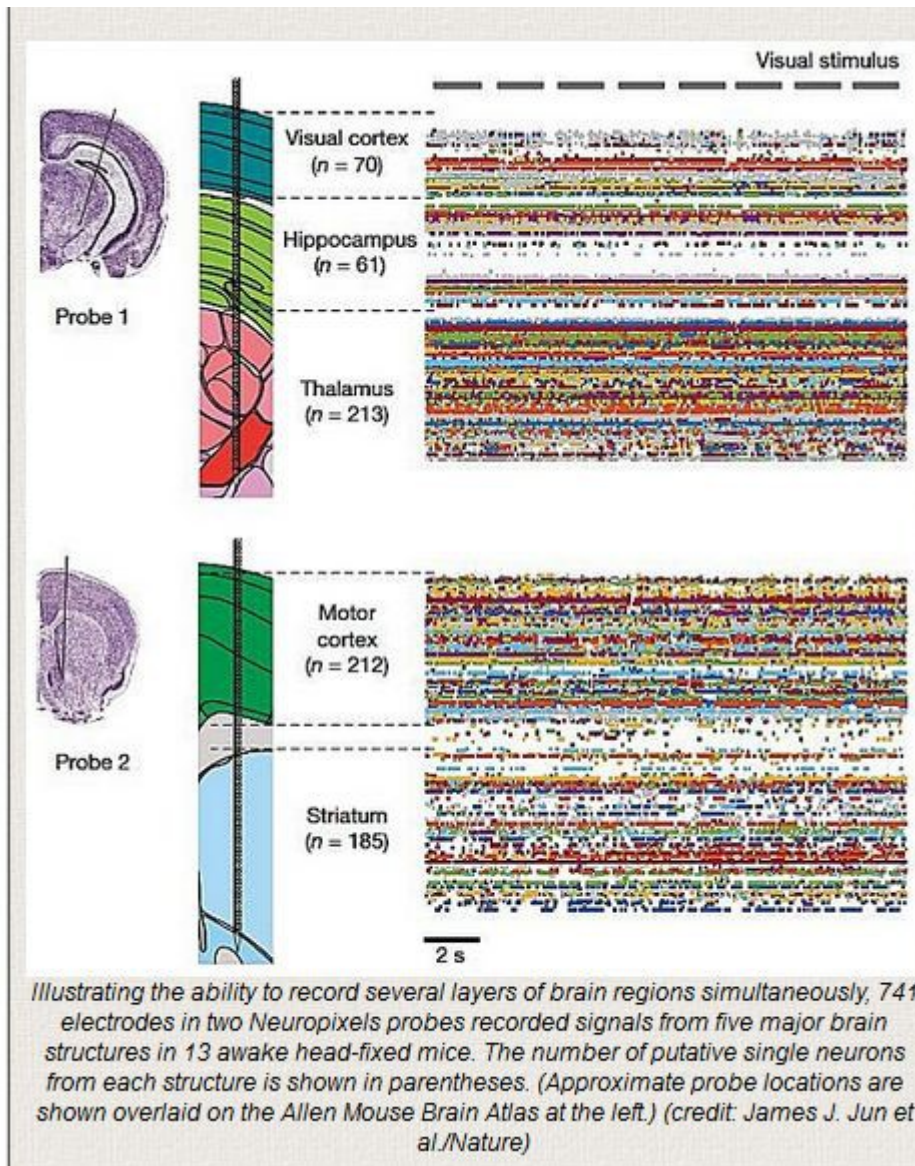 Visual stimulus
Visual cortex
(n = 70)
Hippocampus
(n = 61)
Probe 1
Thalamus
(n = 213)
Motor
cortex
(n = 212)
Probe 2
Striatum
(n = 185)
2 s
Illustrating the ability to record several layers of brain regions simultaneously, 741
electrodes in two Neuropixels probes recorded signals from five major brain
structures in 13 awake head-fixed mice. The number of putative single neurons
from each structure is shown in parentheses. (Approximate probe locations are
shown overlaid on the Allen Mouse Brain Atlas at the left.) (credit: James J. Jun et
al./Nature)